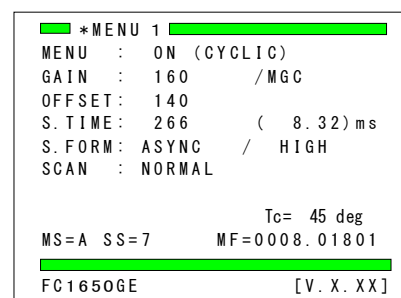 *MENU 1
MENU : ON (CYCLIC)
GAIN : 160 /MGC
OFFSET: 140
S.TIME: 266 ( 8.32)ms
S.FORM: ASYNC / HIGH
SCAN : NORMAL
Tc= 45 deg
MS=A SS=7 MF=0008.01801
FC1650GE [V.X.XX]